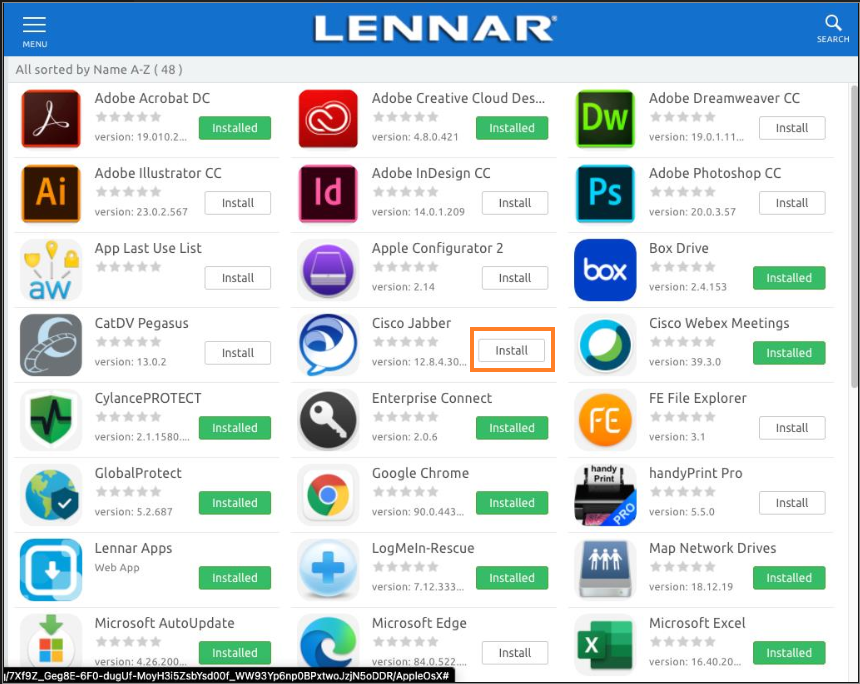 MENU
LENNAR
SEARCH
All sorted by Name A-Z ( 48 )
Adobe Acrobat DC
version: 19.010.2...
Installed
Adobe Creative Cloud Des...
version: 4.8.0.421
Installed
Dw
Adobe Dreamweaver CC
version: 19.0.1.11...
Install
Ai
Adobe Illustrator CC
version: 23.0.2.567
Install
Id
Adobe InDesign CC
version: 14.0.1.209
Install
Ps
Adobe Photoshop CC
version: 20.0.3.57
Install
aw
App Last Use List
Install
Apple Configurator 2
version: 2.14
Install
box
Box Drive
version: 2.4.153
Installed
CatDV Pegasus
version: 13.0.2
Install
Cisco Jabber
version: 12.8.4.30...
Install
Cisco Webex Meetings
version: 39.3.0
Installed
CylancePROTECT
version: 2.1.1580....
Installed
Enterprise Connect
version: 2.0.6
Installed
FE
FE File Explorer
version: 3.1
Install
GlobalProtect
version: 5.2.687
Installed
Google Chrome
version: 90.0.443...
Installed
handy
Print
PRO
handyPrint Pro
version: 5.5.0
Install
Lennar Apps
Web App
Installed
LogMeIn-Rescue
version: 7.12.333...
Installed
Map Network Drives
version: 18.12.19
Installed
Microsoft AutoUpdate
version: 4.26.200...
Installed
Microsoft Edge
version: 84.0.522....
Install
X
Microsoft Excel
version: 16.40.20...
Installed